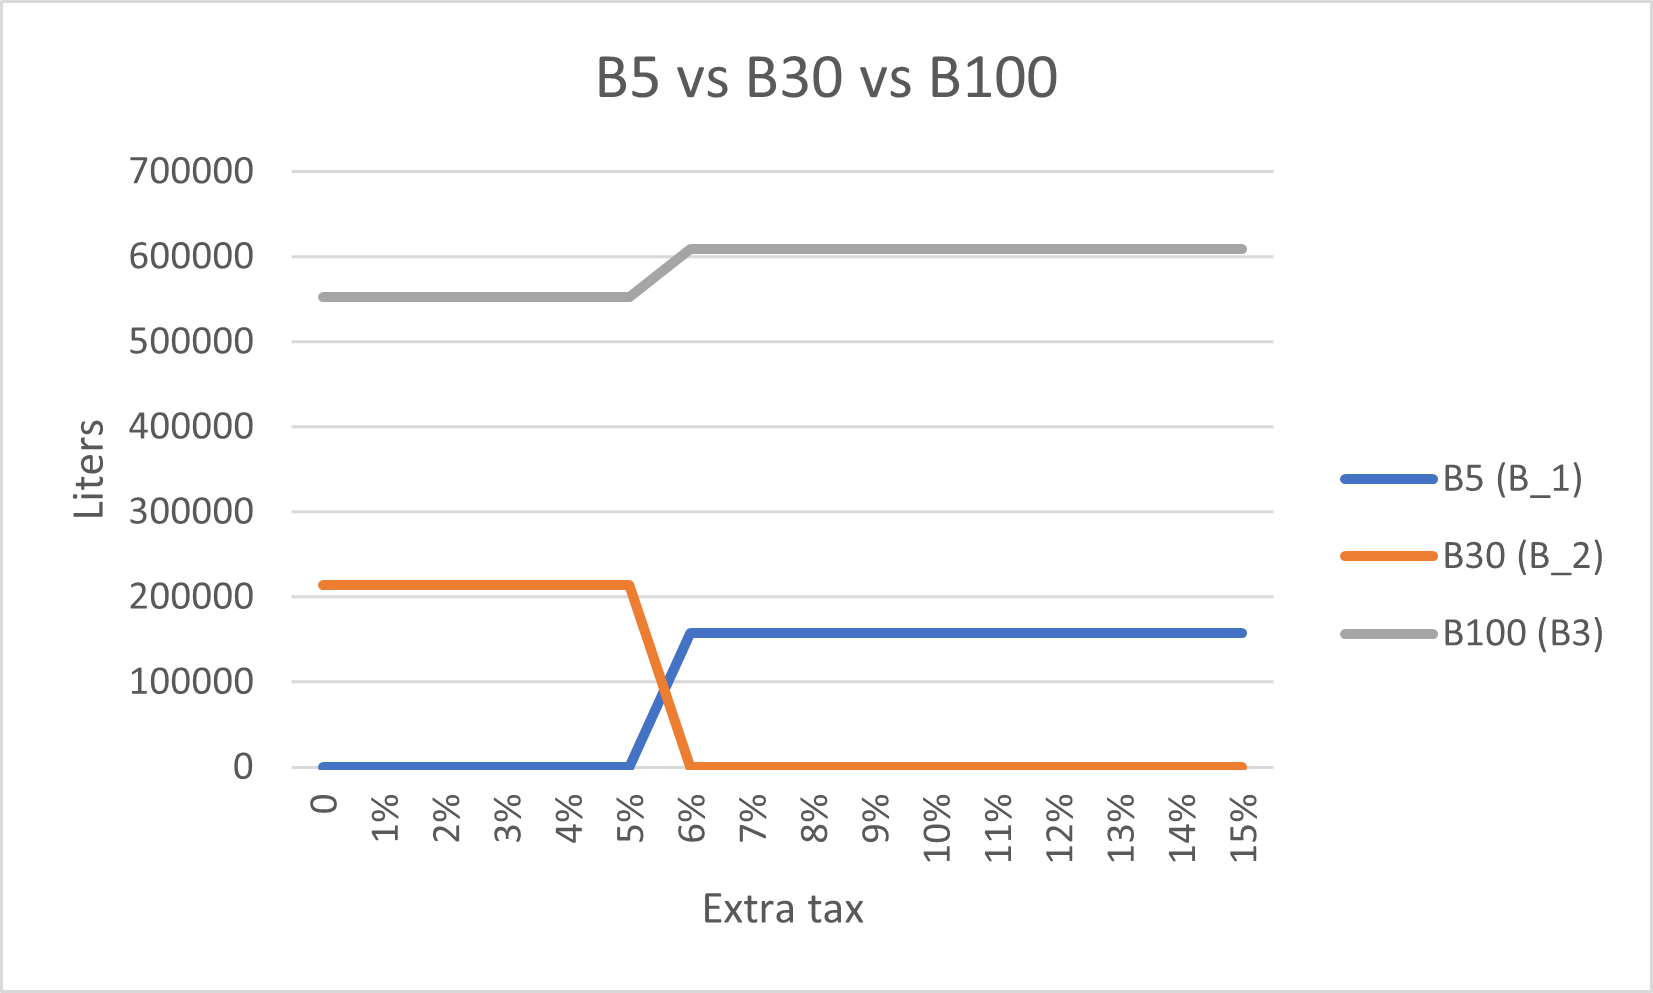 B5 vs B30 vs B100
700000
600000
500000
400000
300000
200000
100000
0
Liters
0 1% 2% 3% 4% 5% 6% 7% 8% 9% 10% 11% 12% 13% 14% 15%
Extra tax
B5 (B_1)
B30 (B_2)
B100 (B3)